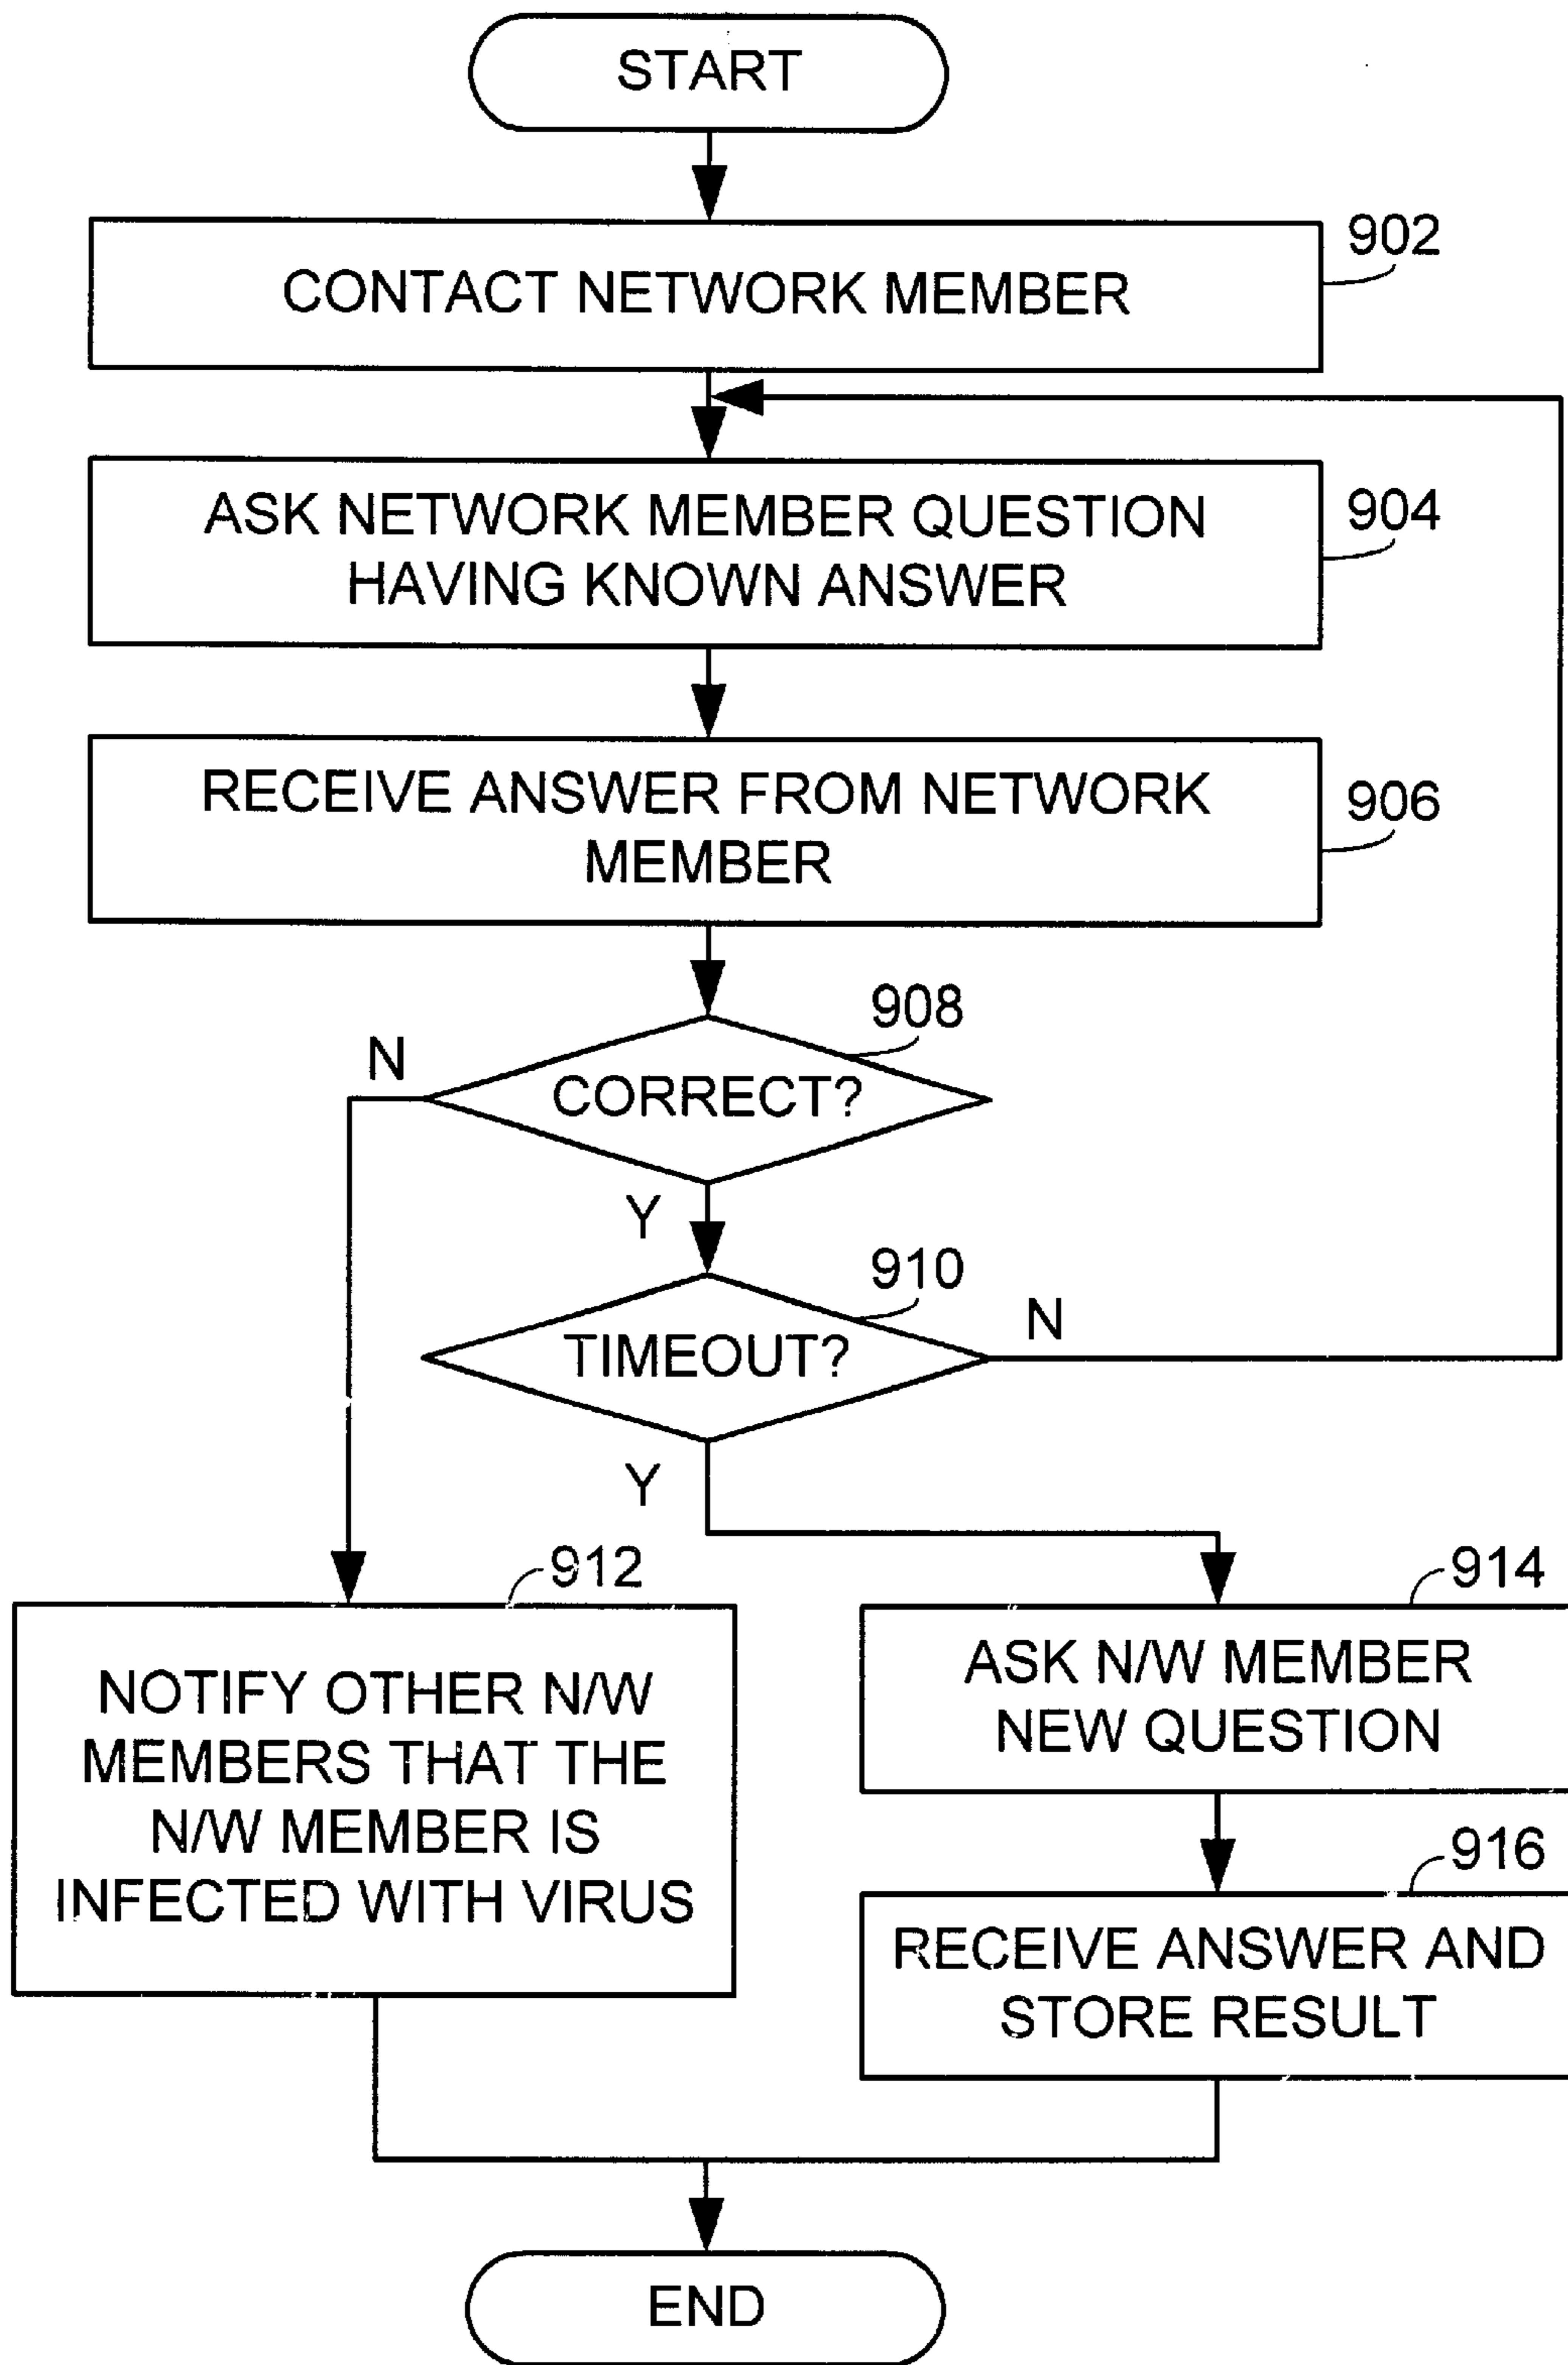 START
902
CONTACT NETWORK MEMBER
904
ASK NETWORK MEMBER QUESTION
HAVING KNOWN ANSWER
906
RECEIVE ANSWER FROM NETWORK
MEMBER
908
N
CORRECT?
Y
910
N
TIMEOUT?
Y
912
NOTIFY OTHER N/W
MEMBERS THAT THE
N/W MEMBER IS
INFECTED WITH VIRUS
914
ASK N/W MEMBER
NEW QUESTION
916
RECEIVE ANSWER AND
STORE RESULT
END